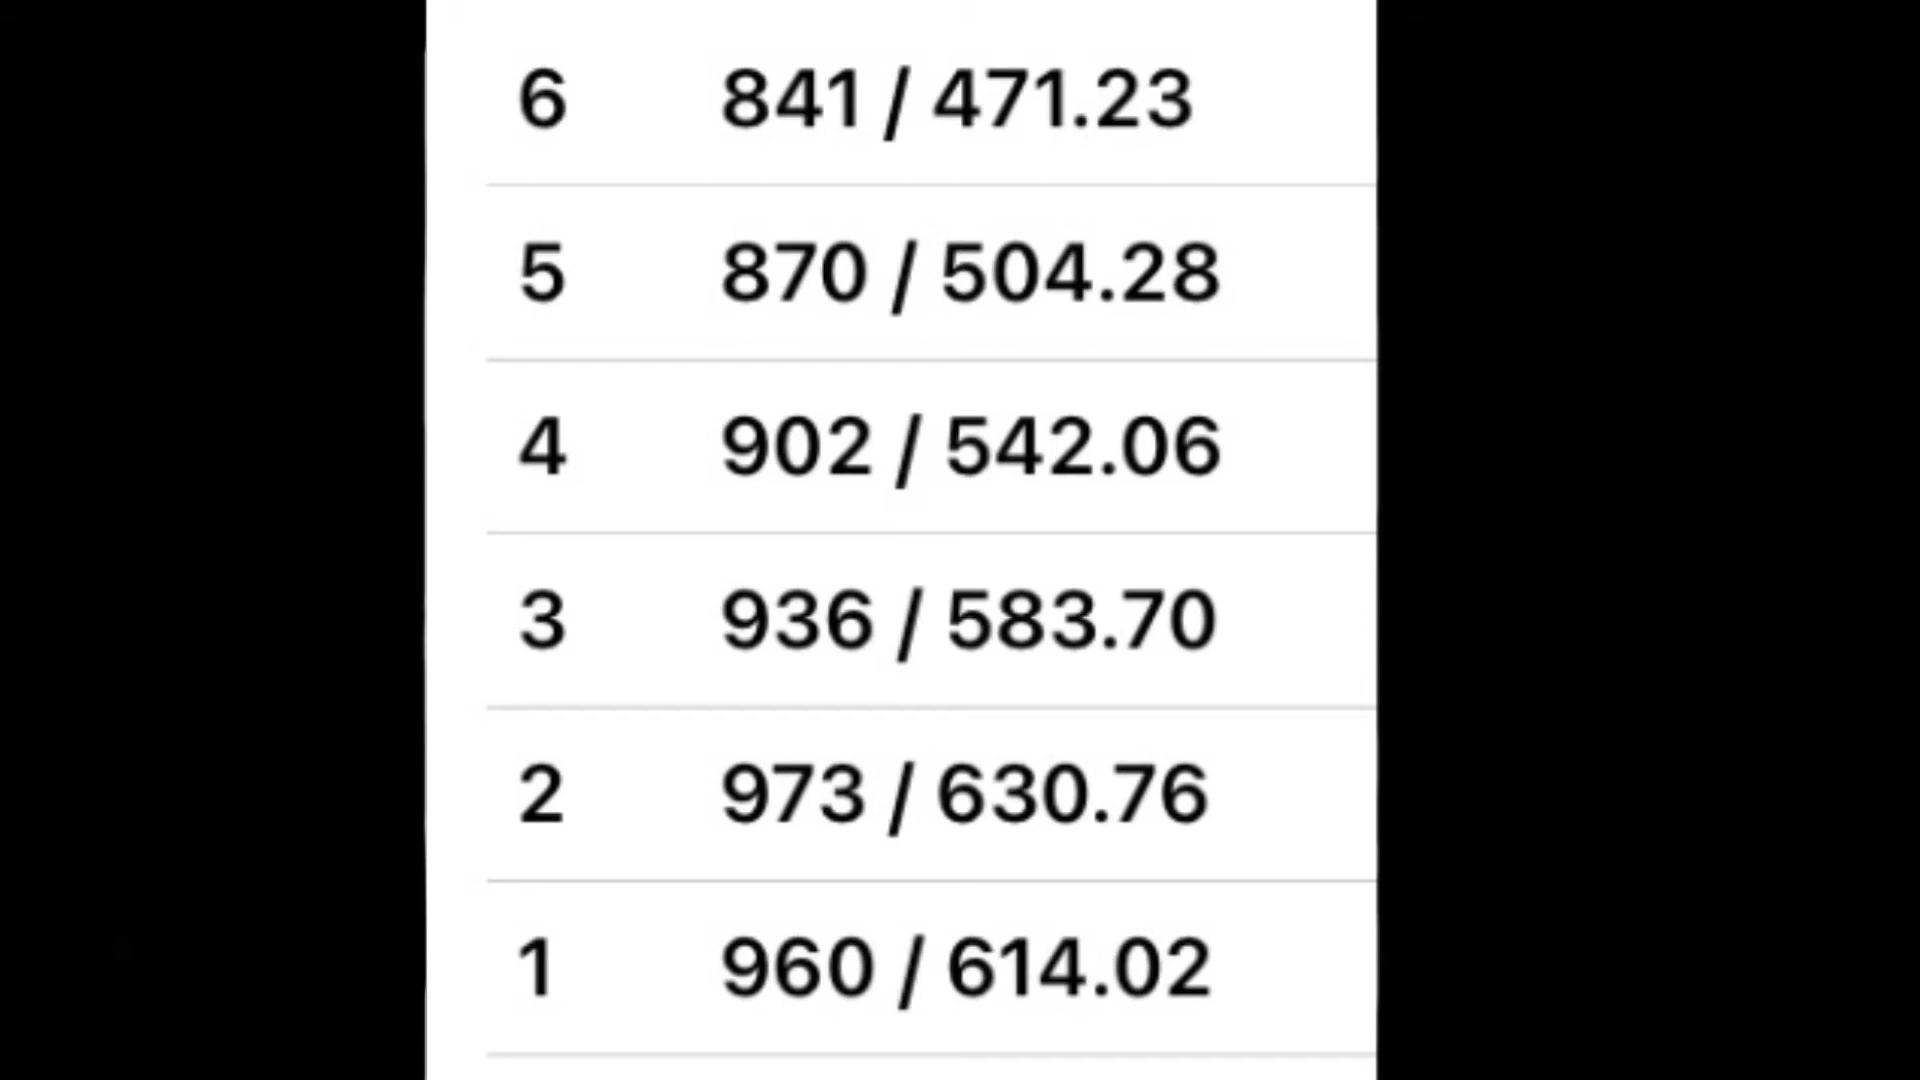 6 841 / 471.23
5 870 / 504.28
4 902 / 542.06
3 936 / 583.70
2 973 / 630.76
1 960 / 614.02